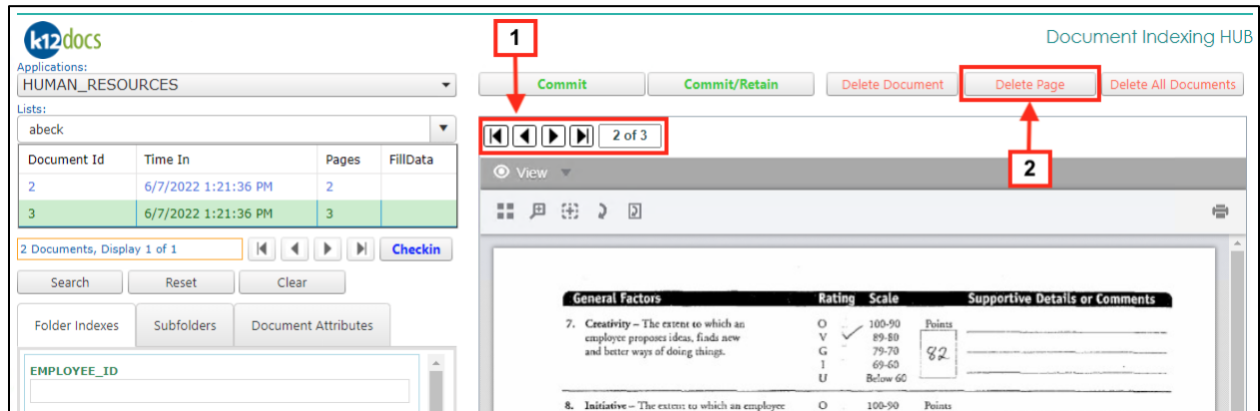 k12docs
1
Document Indexing HUB
Applications:
HUMAN_RESOURCES
Commit
Commit/Retain
Delete Document
Delete Page
Delete All Documents
Lists:
abeck
2 of 3
2
Document Id Time In Pages FillData
2 6/7/2022 1:21:36 PM 2
3 6/7/2022 1:21:36 PM 3
View
2 Documents, Display 1 of 1
Checkin
Search Reset Clear
Folder Indexes Subfolders Document Attributes
EMPLOYEE_ID
General Factors Rating Scale Supportive Details or Comments
7. Creativity – The extent to which an O 100-90 Points
employee proposes ideas, finds new V 89-80
and better ways of doing things. G 79-70 82
I 69-60
U Below 60
8. Initiative – The extent to which an employee O 100-90 Points